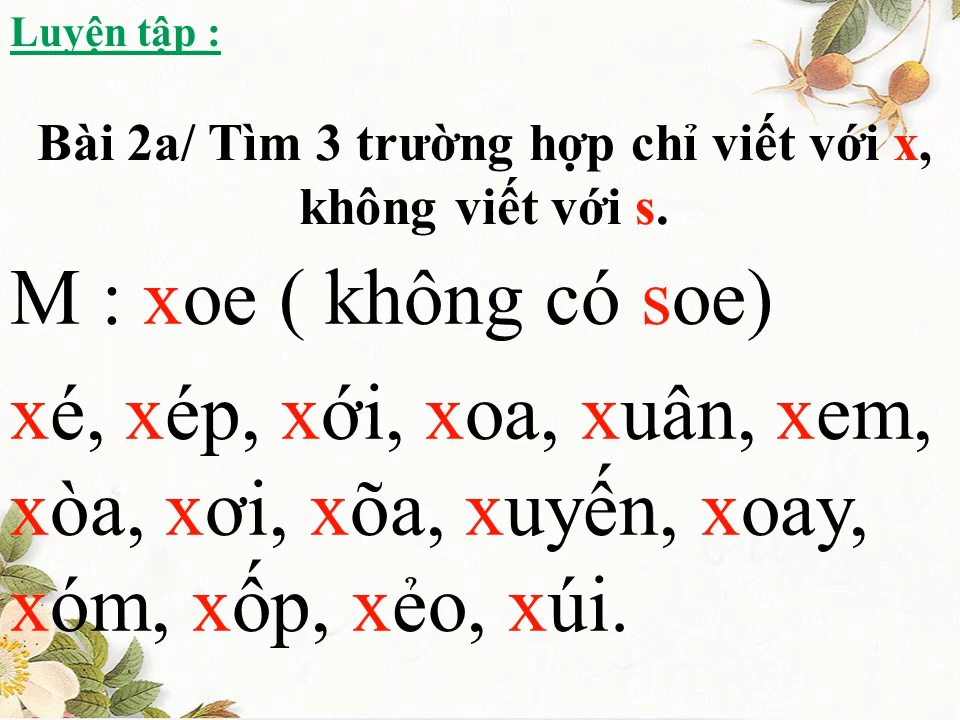 Luyện tập :
Bài 2a/ Tìm 3 trường hợp chỉ viết với x,
không viết với s.
M : xoe ( không có soe)
xé, xép, xới, xoa, xuân, xem,
xòa, xơi, xõa, xuyến, xoay,
xóm, xốp, xẻo, xúi.